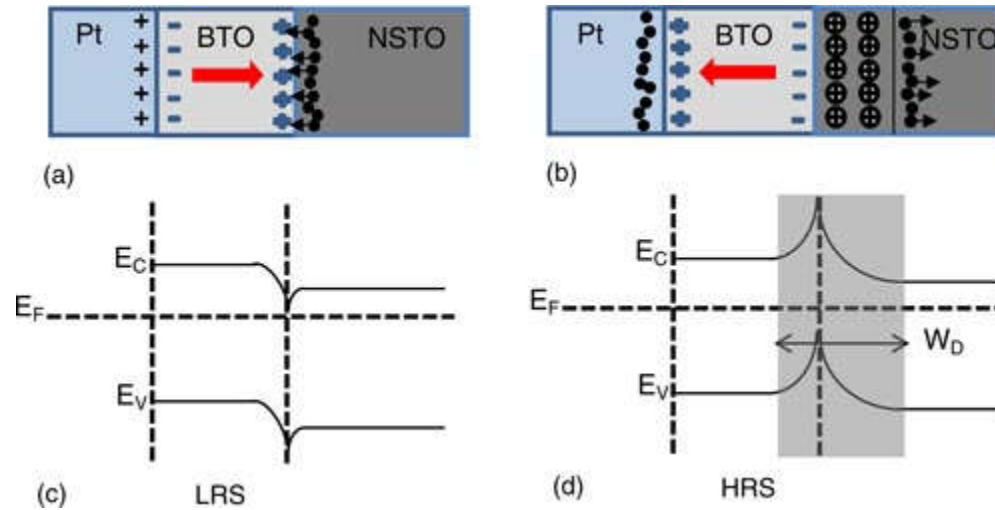 Pt BTO NSTO
(a)
Pt BTO NSTO
(b)
E_C
E_F
E_V
(c) LRS
E_C
E_F
W_D
E_V
(d) HRS